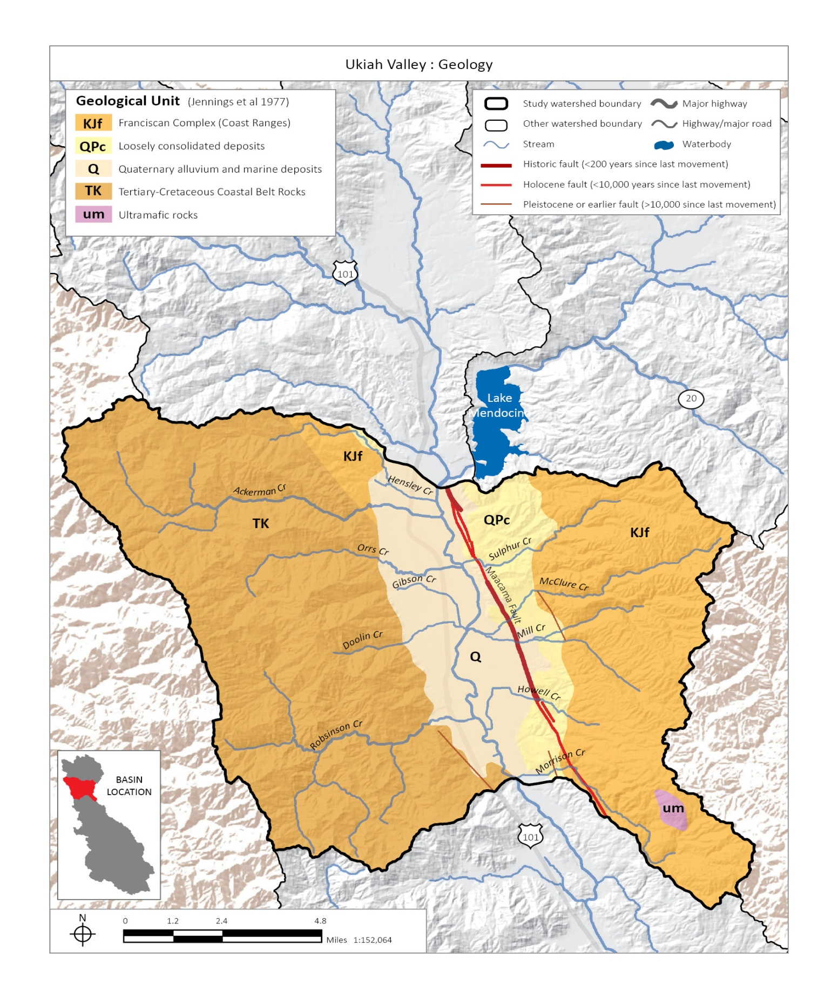 Ukiah Valley : Geology
Geological Unit (Jennings et al 1977)
KJf Franciscan Complex (Coast Ranges)
QPc Loosely consolidated deposits
Q Quaternary alluvium and marine deposits
TK Tertiary-Cretaceous Coastal Belt Rocks
um Ultramafic rocks
Study watershed boundary
Major highway
Other watershed boundary
Highway/major road
Stream
Waterbody
Historic fault (<200 years since last movement)
Holocene fault (<10,000 years since last movement)
Pleistocene or earlier fault (>10,000 since last movement)
101
Lake
Mendocino
20
KJf
Hensley Cr
Ackerman Cr
TK
QPc
KJf
Orrs Cr
Sulphur Cr
Gibson Cr
Maacama Fault
McClure Cr
Doolin Cr
Mill Cr
Q
Howell Cr
Robsinson Cr
Morrison Cr
um
101
BASIN
LOCATION
N
0 1.2 2.4 4.8
Miles 1:152,064